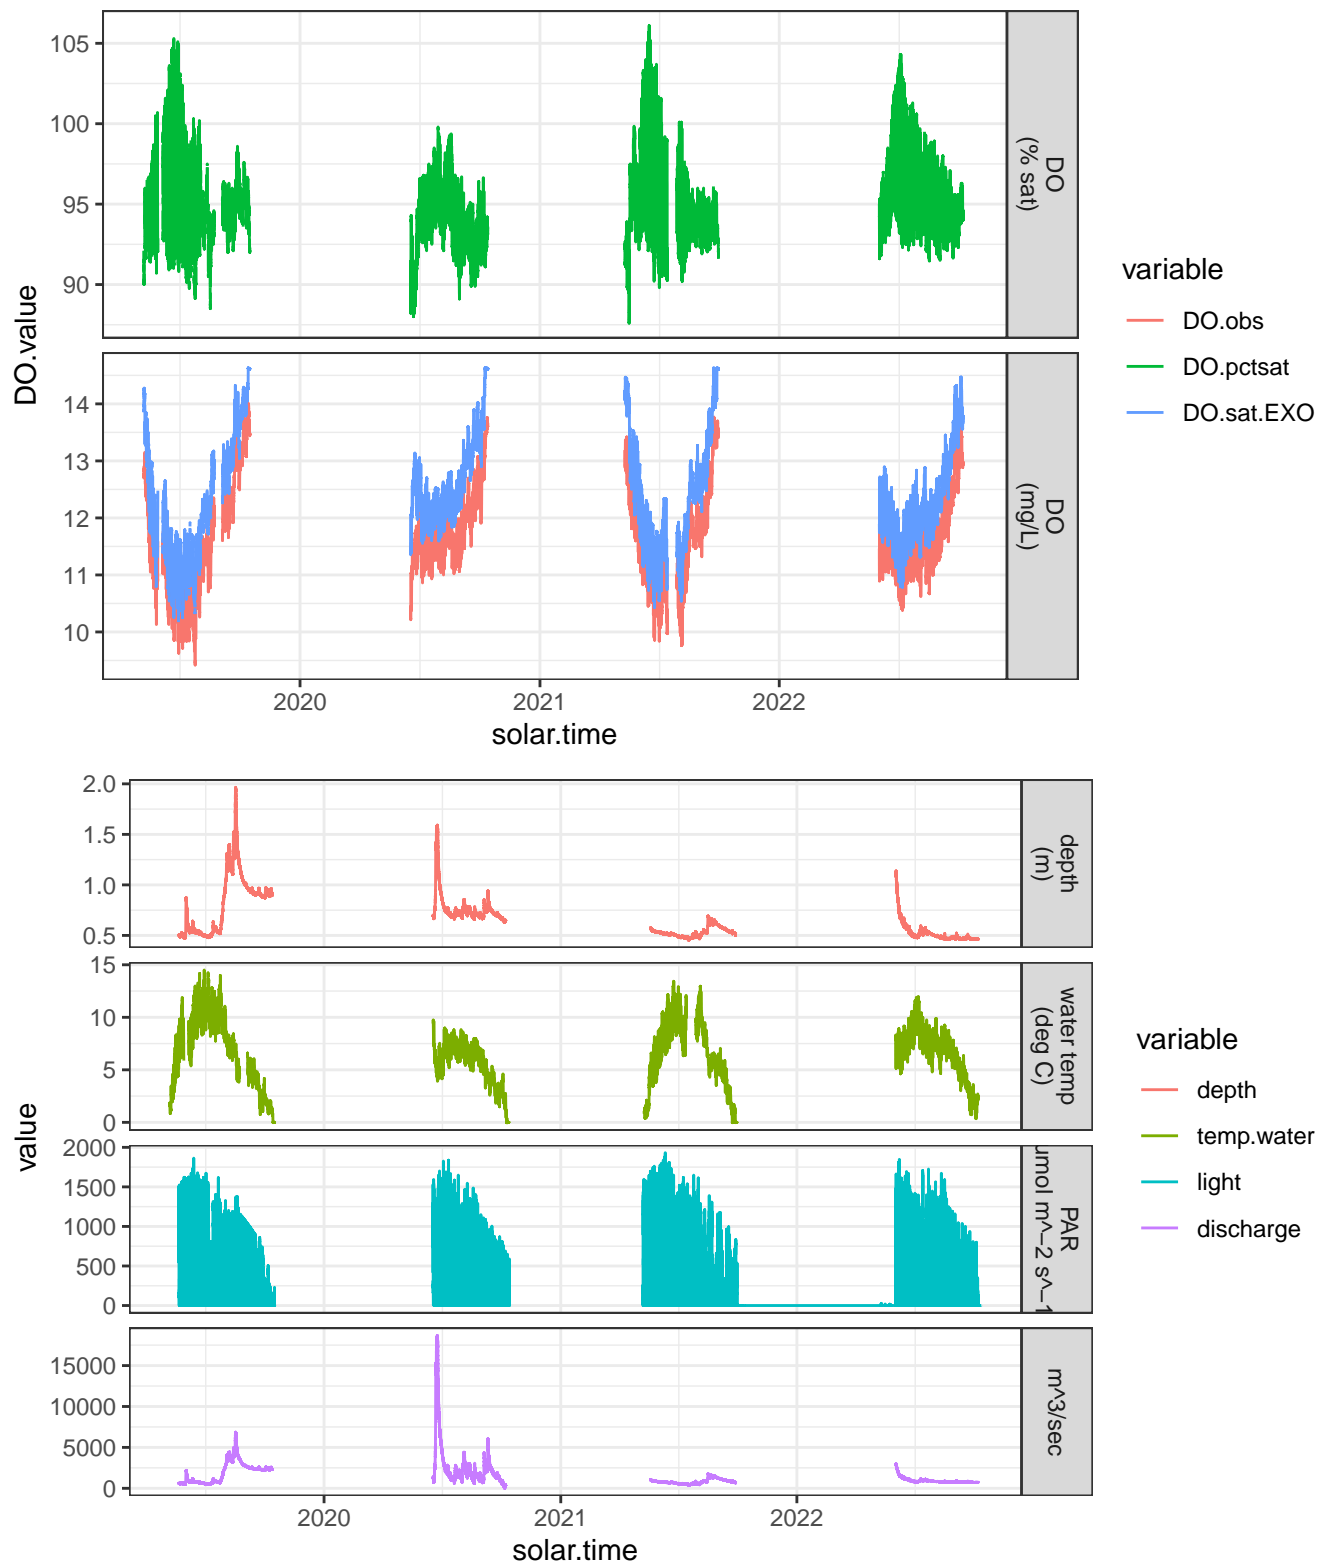 105
100
95
90
DO
(% sat)
DO.value
14
13
12
11
10
DO
(mg/L)
2020
2021
2022
solar.time
variable
DO.obs
DO.pctsat
DO.sat.EXO
2.0
1.5
1.0
0.5
depth
(m)
15
10
5
0
water temp
(deg C)
value
2000
1500
1000
500
0
PAR
umol m^−2 s^−1
15000
10000
5000
0
m^3/sec
2020
2021
2022
solar.time
variable
depth
temp.water
light
discharge